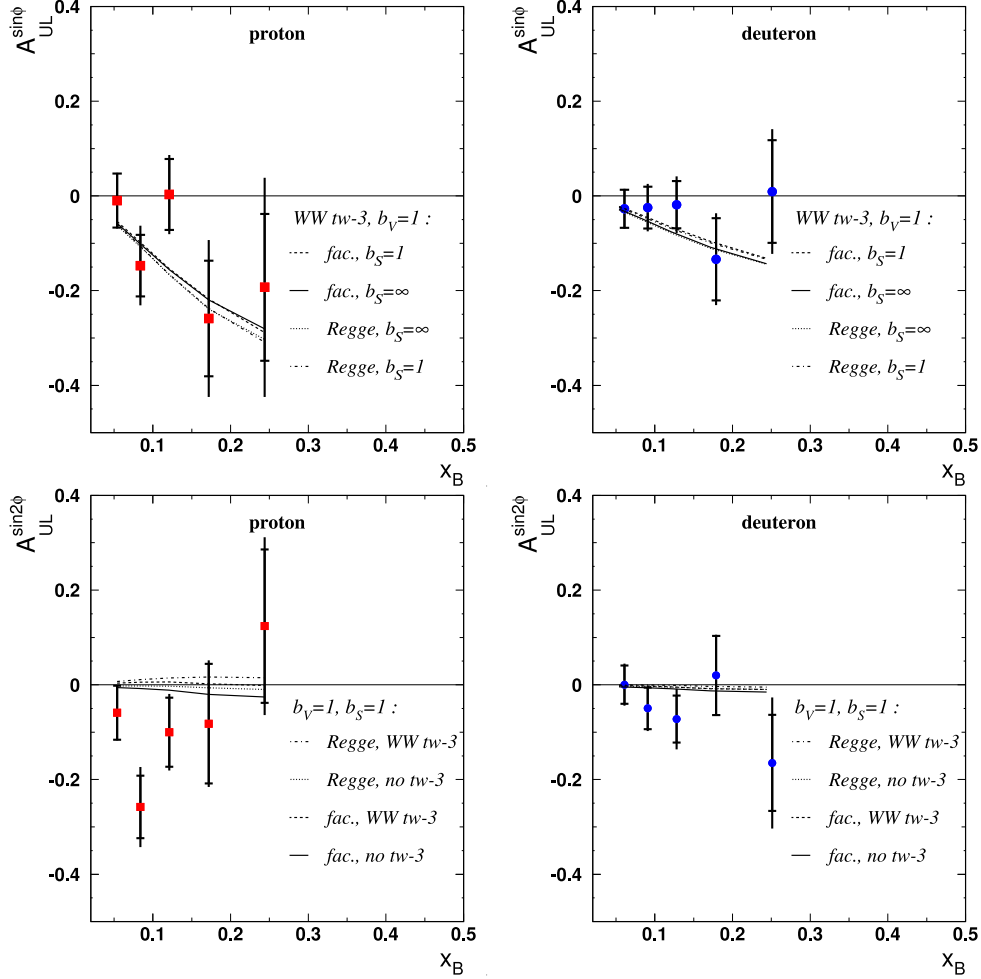 A_UL^sinϕ
proton
0.4
0.2
0
-0.2
-0.4
WW tw-3, b_V=1 :
fac., b_S=1
fac., b_S=∞
Regge, b_S=∞
Regge, b_S=1
0.1 0.2 0.3 0.4 0.5
x_B
A_UL^sinϕ
deuteron
0.4
0.2
0
-0.2
-0.4
WW tw-3, b_V=1 :
fac., b_S=1
fac., b_S=∞
Regge, b_S=∞
Regge, b_S=1
0.1 0.2 0.3 0.4 0.5
x_B
A_UL^sin2ϕ
proton
0.4
0.2
0
-0.2
-0.4
b_V=1, b_S=1 :
Regge, WW tw-3
Regge, no tw-3
fac., WW tw-3
fac., no tw-3
0.1 0.2 0.3 0.4 0.5
x_B
A_UL^sin2ϕ
deuteron
0.4
0.2
0
-0.2
-0.4
b_V=1, b_S=1 :
Regge, WW tw-3
Regge, no tw-3
fac., WW tw-3
fac., no tw-3
0.1 0.2 0.3 0.4 0.5
x_B